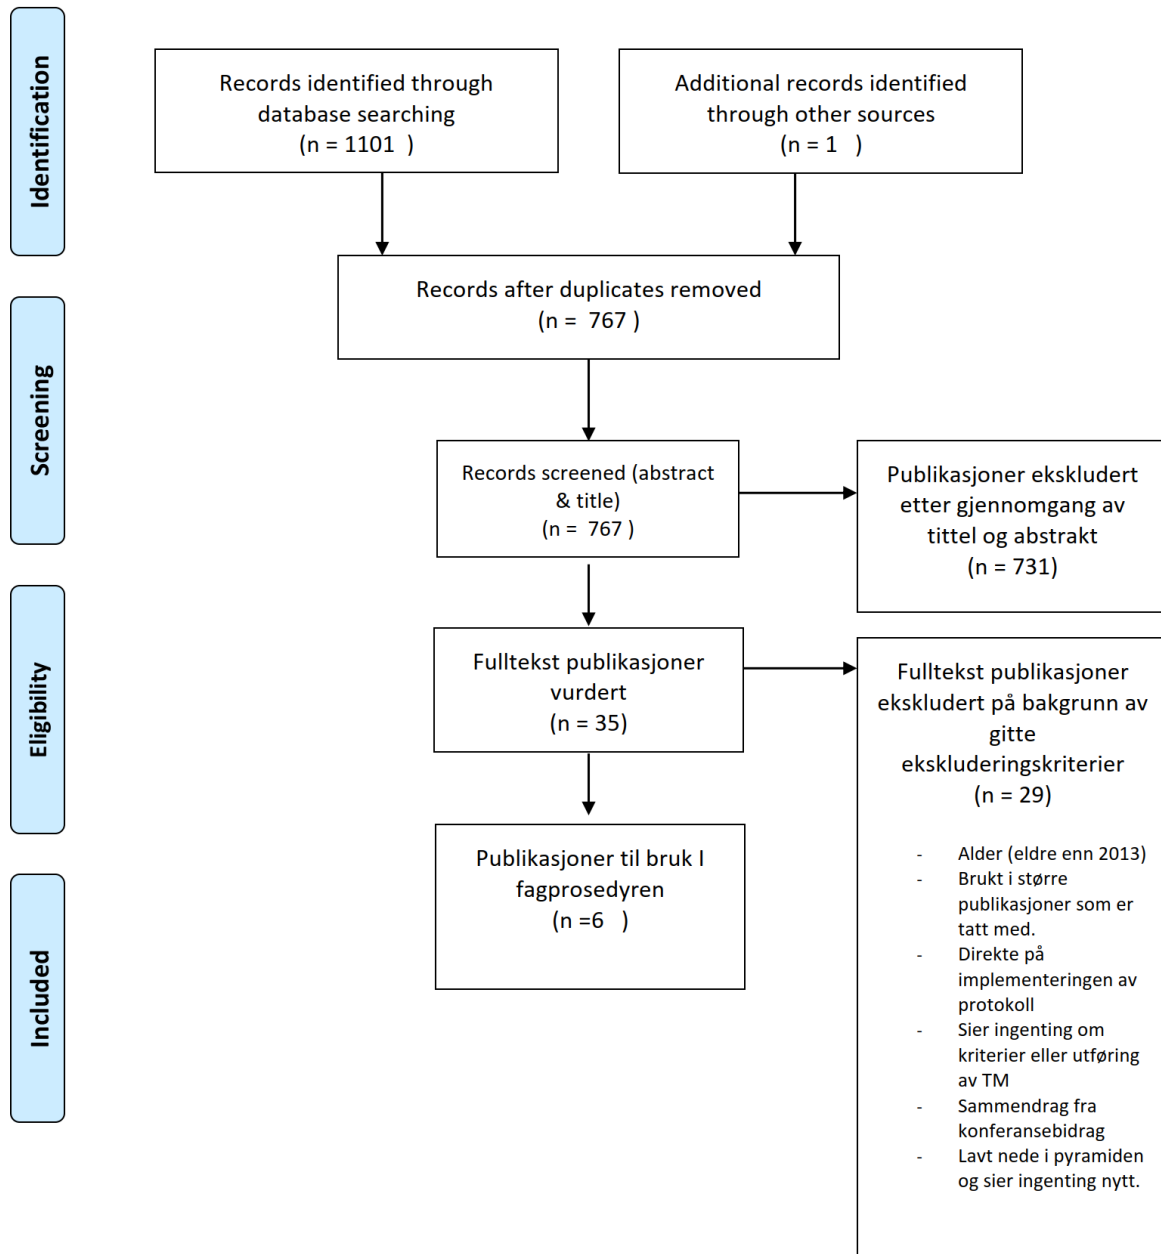 Identification
Records identified through
database searching
(n = 1101  )
Additional records identified
through other sources
(n = 1   )
Records after duplicates removed
(n =  767 )
Screening
Records screened (abstract
& title)
(n =  767 )
Publikasjoner ekskludert
etter gjennomgang av
tittel og abstrakt
(n = 731)
Eligibility
Fulltekst publikasjoner
vurdert
(n = 35)
Fulltekst publikasjoner
ekskludert på bakgrunn av
gitte
ekskluderingskriterier
(n = 29)
- Alder (eldre enn 2013)
- Brukt i større
publikasjoner som er
tatt med.
- Direkte på
implementeringen av
protokoll
- Sier ingenting om
kriterier eller utføring
av TM
- Sammendrag fra
konferansebidrag
- Lavt nede i pyramiden
og sier ingenting nytt.
Included
Publikasjoner til bruk I
fagprosedyren
(n =6   )